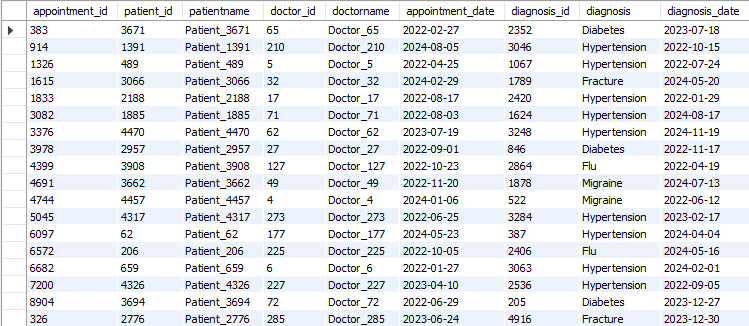 appointment_id patient_id patientname doctor_id doctorname appointment_date diagnosis_id diagnosis diagnosis_date
383 3671 Patient_3671 65 Doctor_65 2022-02-27 2352 Diabetes 2023-07-18
914 1391 Patient_1391 210 Doctor_210 2024-08-05 3046 Hypertension 2022-10-15
1326 489 Patient_489 5 Doctor_5 2022-04-25 1067 Hypertension 2022-07-24
1615 3066 Patient_3066 32 Doctor_32 2024-02-29 1789 Fracture 2024-05-20
1833 2188 Patient_2188 17 Doctor_17 2022-08-17 2420 Hypertension 2022-01-29
3082 1885 Patient_1885 71 Doctor_71 2022-08-03 1624 Hypertension 2024-08-17
3376 4470 Patient_4470 62 Doctor_62 2023-07-19 3248 Hypertension 2024-11-19
3978 2957 Patient_2957 27 Doctor_27 2022-09-01 846 Diabetes 2022-11-17
4399 3908 Patient_3908 127 Doctor_127 2022-10-23 2864 Flu 2022-04-19
4691 3662 Patient_3662 49 Doctor_49 2022-11-20 1878 Migraine 2024-07-13
4744 4457 Patient_4457 4 Doctor_4 2024-01-06 522 Migraine 2022-06-12
5045 4317 Patient_4317 273 Doctor_273 2022-06-25 3284 Hypertension 2023-02-17
6097 62 Patient_62 177 Doctor_177 2024-05-23 387 Hypertension 2024-04-04
6572 206 Patient_206 225 Doctor_225 2022-10-05 2406 Flu 2024-05-16
6682 659 Patient_659 6 Doctor_6 2022-01-27 3063 Hypertension 2024-02-01
7200 4326 Patient_4326 227 Doctor_227 2023-04-10 2536 Hypertension 2022-09-05
8904 3694 Patient_3694 72 Doctor_72 2022-06-29 205 Diabetes 2023-12-27
326 2776 Patient_2776 285 Doctor_285 2023-06-24 4916 Fracture 2023-12-30